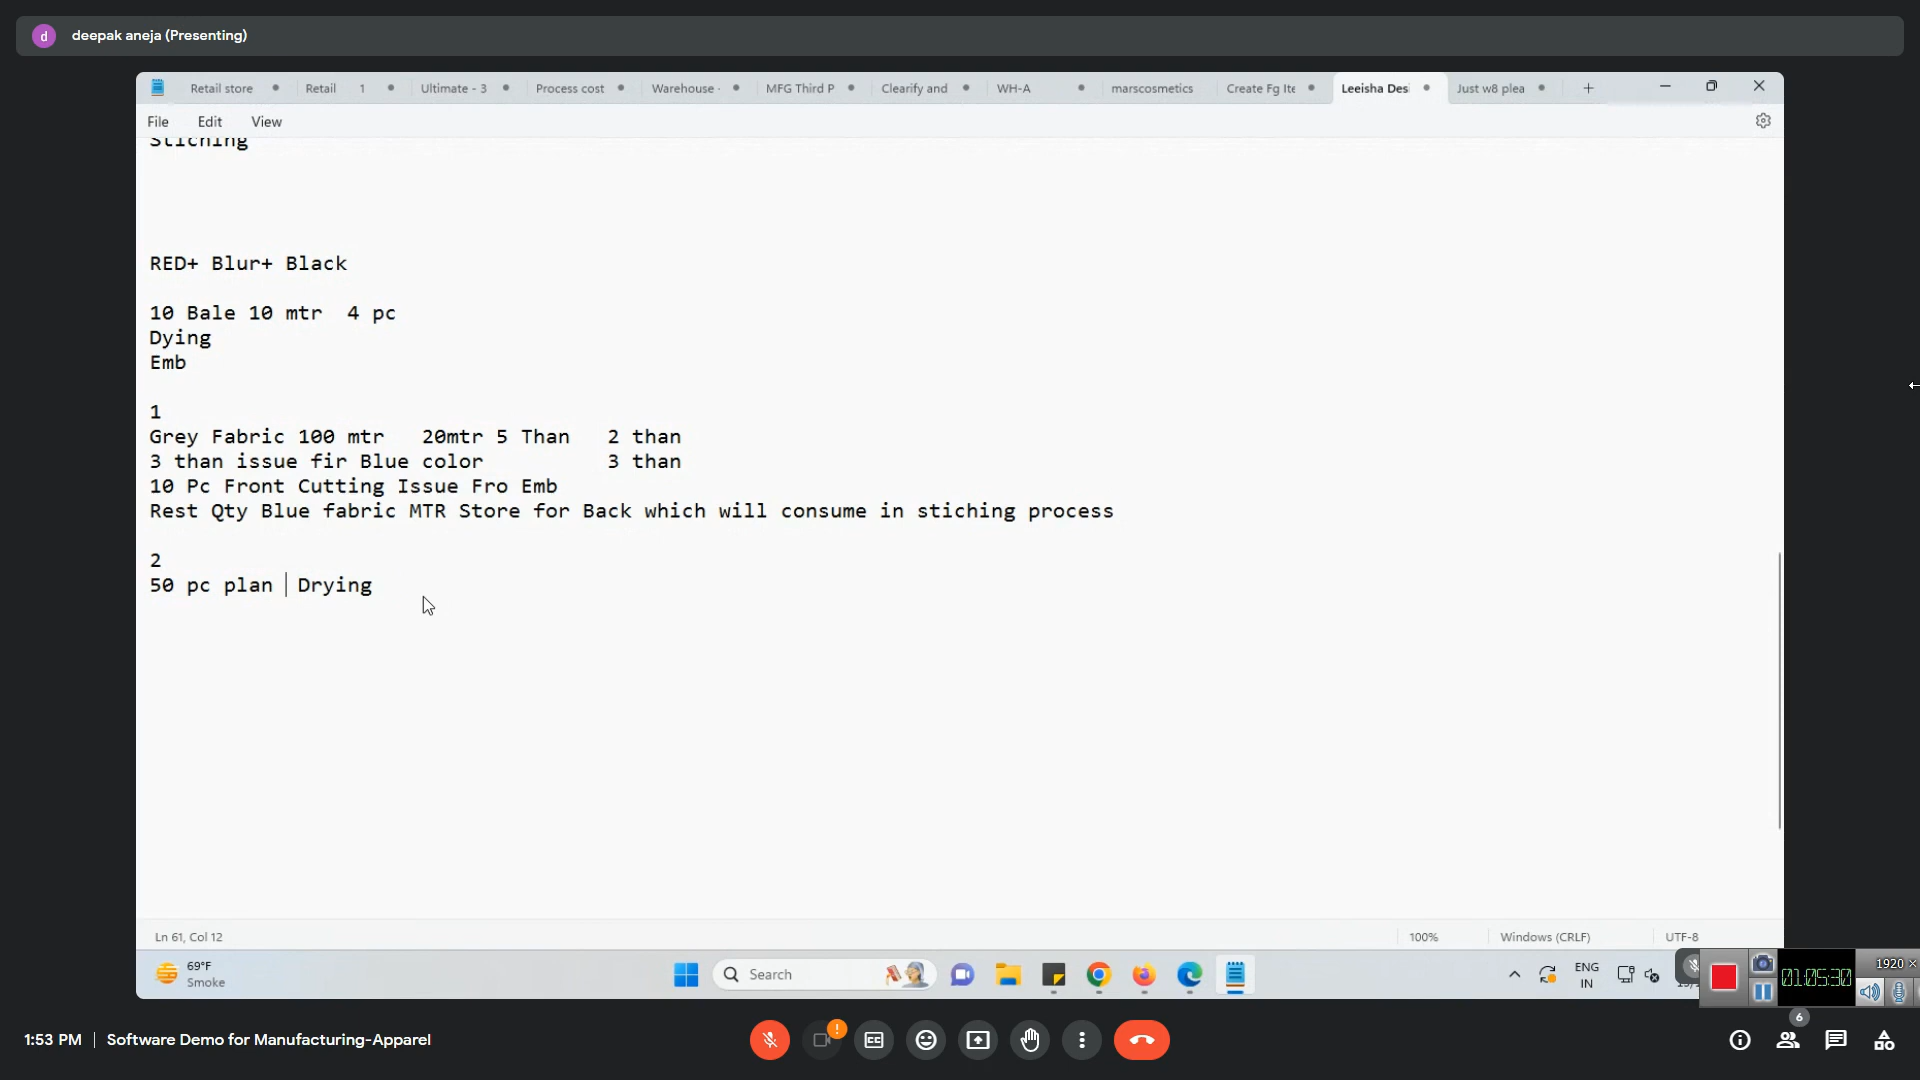 d deepak aneja (Presenting)
Retail store Retail 1 Ultimate - 3 Process cost Warehouse - MFG Third P Clearify and WH-A marscosmetics Create Fg Ite Leeisha Des Just w8 plea +
File Edit View
Stiching
RED+ Blur+ Black
10 Bale 10 mtr 4 pc
Dying
Emb
1
Grey Fabric 100 mtr 20mtr 5 Than 2 than
3 than issue fir Blue color 3 than
10 Pc Front Cutting Issue Fro Emb
Rest Qty Blue fabric MTR Store for Back which will consume in stiching process
2
50 pc plan Drying
Ln 61, Col 12 100% Windows (CRLF) UTF-8
69°F
Smoke
Search
ENG
IN
1920
01:05:30
6
1:53 PM | Software Demo for Manufacturing-Apparel